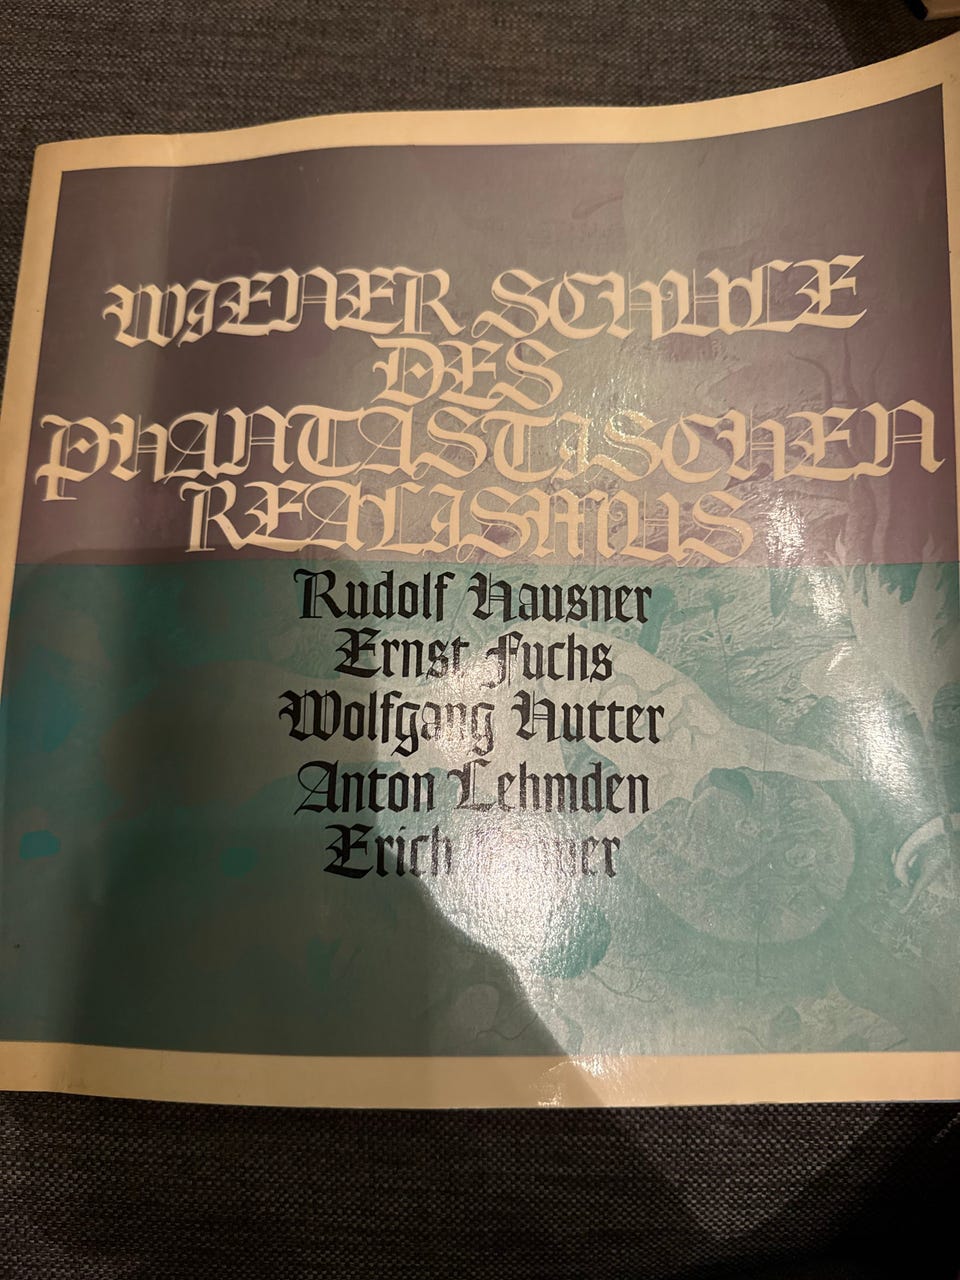 WIENER SCHULE
DES
PHANTASTISCHEN
REALISMUS
Rudolf Hausner
Ernst Fuchs
Wolfgang Hutter
Anton Lehmden
Erich